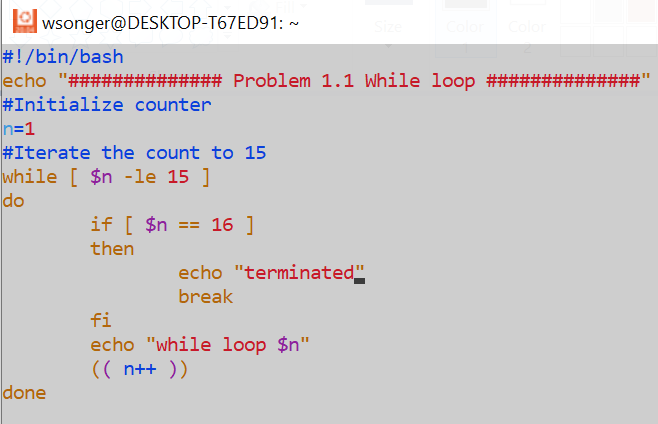 wsonger@DESKTOP-T67ED91: ~
#!/bin/bash
echo "############## Problem 1.1 While loop ##############"
#Initialize counter
n=1
#Iterate the count to 15
while [ $n -le 15 ]
do
        if [ $n == 16 ]
        then
                echo "terminated"
                break
        fi
        echo "while loop $n"
        (( n++ ))
done